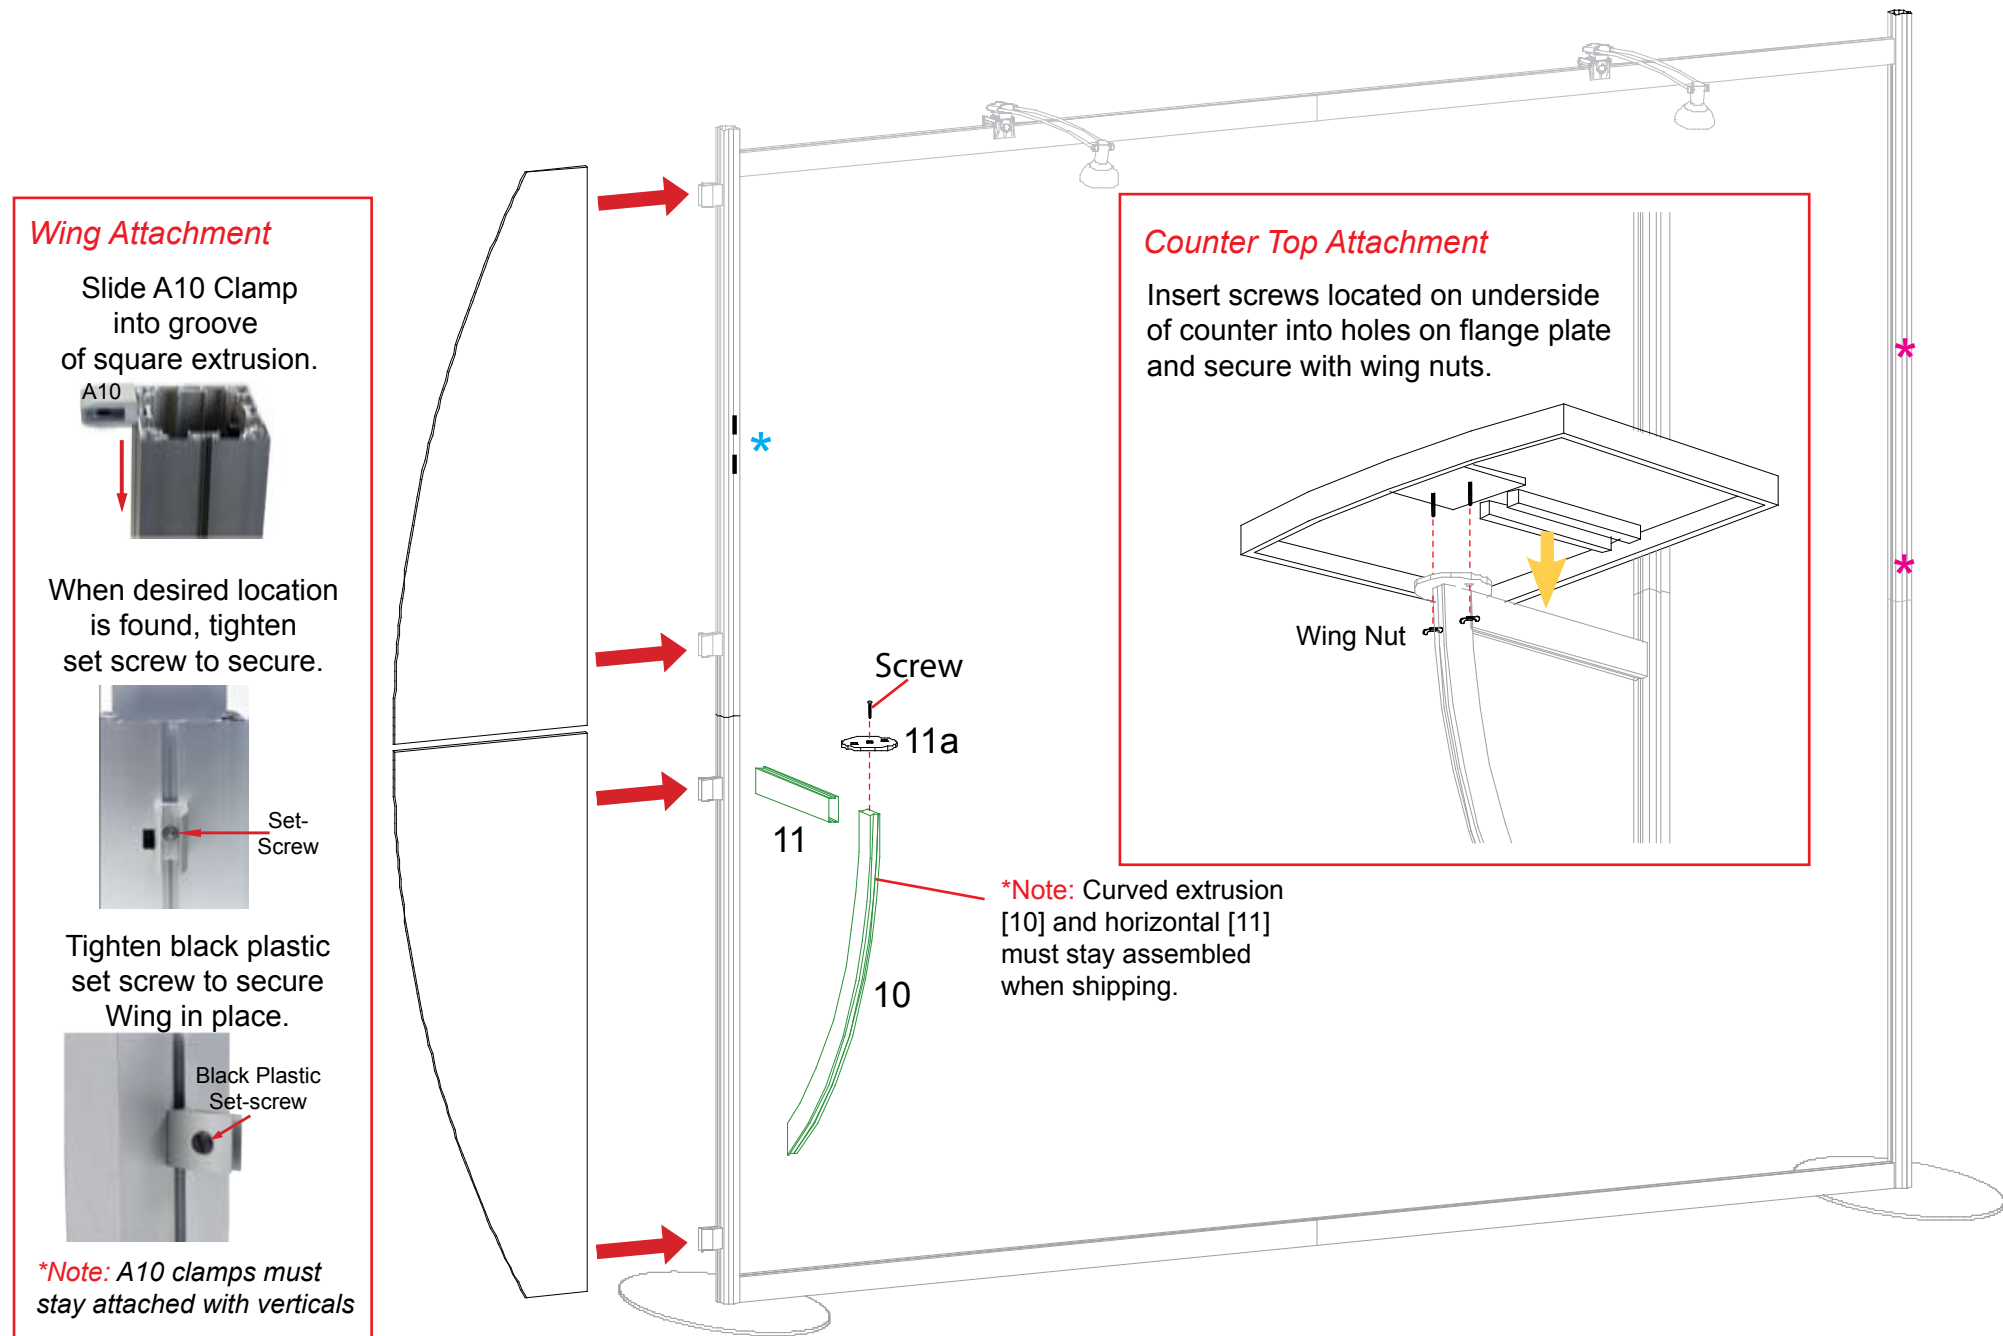 Wing Attachment
Slide A10 Clamp
into groove
of square extrusion.
A10
When desired location
is found, tighten
set screw to secure.
Set-
Screw
Tighten black plastic
set screw to secure
Wing in place.
Black Plastic
Set-screw
*Note: A10 clamps must
stay attached with verticals
*
Screw
11a
11
10
*Note: Curved extrusion
[10] and horizontal [11]
must stay assembled
when shipping.
Counter Top Attachment
Insert screws located on underside
of counter into holes on flange plate
and secure with wing nuts.
Wing Nut
*
*